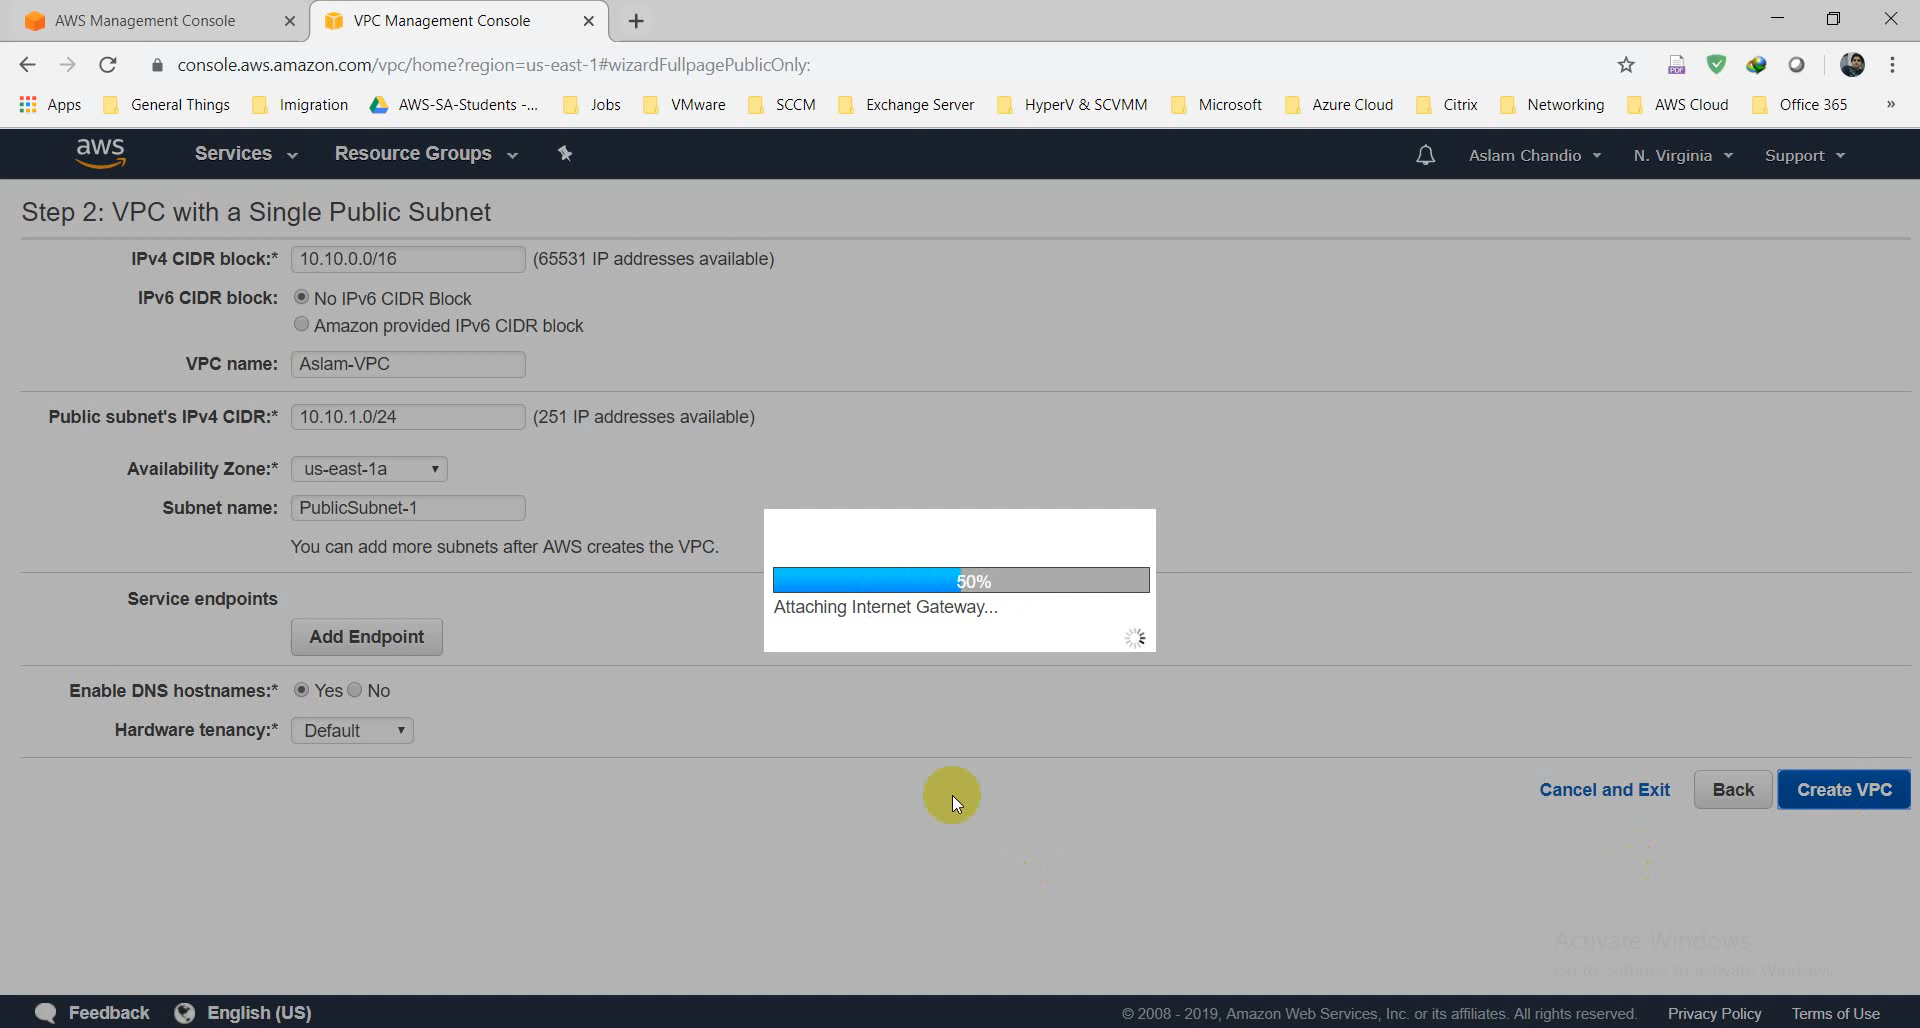 AWS Management Console
VPC Management Console
console.aws.amazon.com/vpc/home?region=us-east-1#wizardFullpagePublicOnly:
Apps General Things Imigration AWS-SA-Students -... Jobs VMware SCCM Exchange Server HyperV & SCVMM Microsoft Azure Cloud Citrix Networking AWS Cloud Office 365 »
aws Services Resource Groups Aslam Chandio N. Virginia Support
Step 2: VPC with a Single Public Subnet
IPv4 CIDR block:* 10.10.0.0/16 (65531 IP addresses available)
IPv6 CIDR block: No IPv6 CIDR Block
Amazon provided IPv6 CIDR block
VPC name: Aslam-VPC
Public subnet's IPv4 CIDR:* 10.10.1.0/24 (251 IP addresses available)
Availability Zone:* us-east-1a
Subnet name: PublicSubnet-1
You can add more subnets after AWS creates the VPC.
50%
Attaching Internet Gateway...
Service endpoints
Add Endpoint
Enable DNS hostnames:* Yes No
Hardware tenancy:* Default
Cancel and Exit Back Create VPC
Activate Windows
Go to Settings to activate Windows.
Feedback English (US) © 2008 - 2019, Amazon Web Services, Inc. or its affiliates. All rights reserved. Privacy Policy Terms of Use